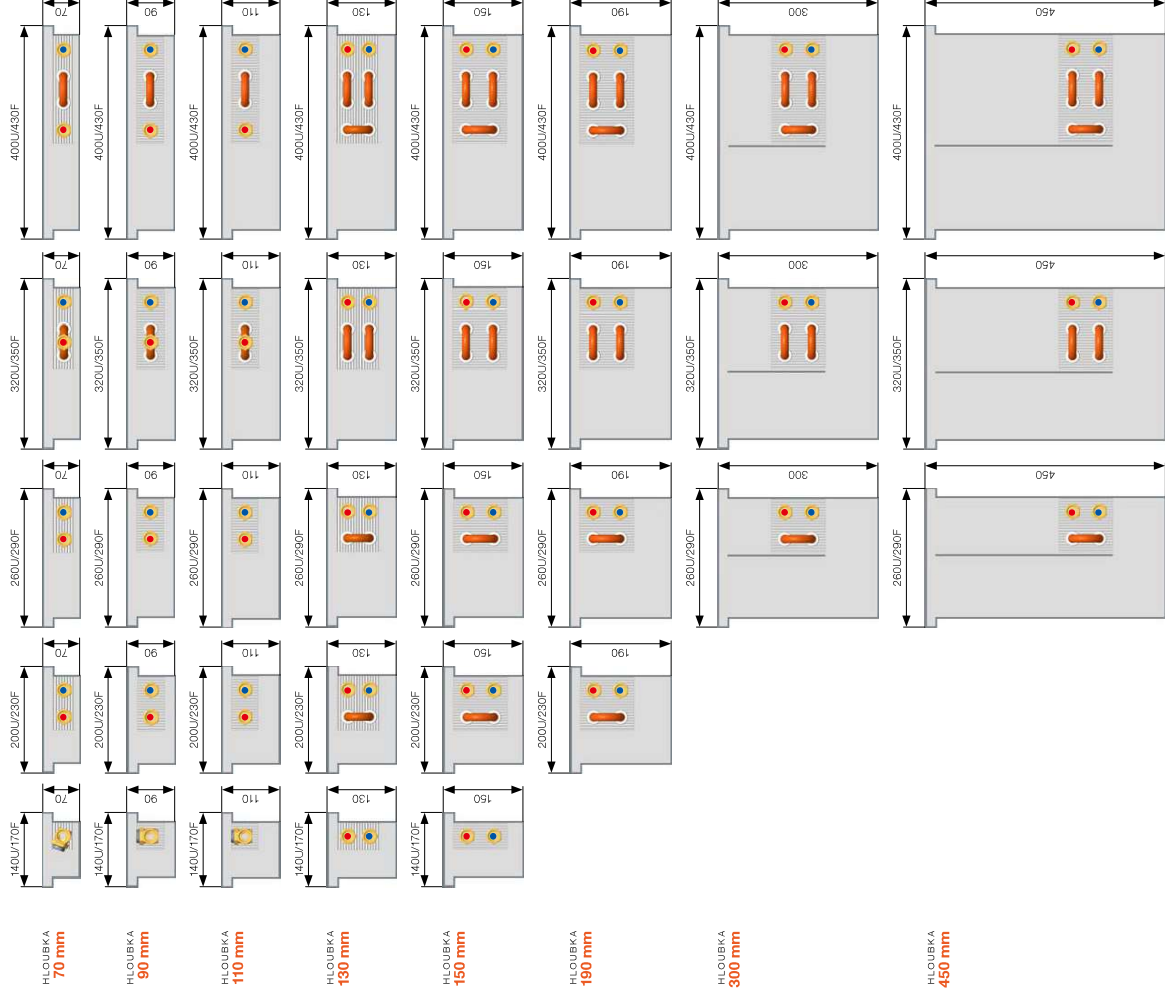 140U/170F 200U/230F 260U/290F 320U/350F 400U/430F
HLOUBKA
70 mm 70 70 70 70 70
140U/170F 200U/230F 260U/290F 320U/350F 400U/430F
HLOUBKA
90 mm 90 90 90 90 90
140U/170F 200U/230F 260U/290F 320U/350F 400U/430F
HLOUBKA
110 mm 110 110 110 110 110
140U/170F 200U/230F 260U/290F 320U/350F 400U/430F
HLOUBKA
130 mm 130 130 130 130 130
140U/170F 200U/230F 260U/290F 320U/350F 400U/430F
HLOUBKA
150 mm 150 150 150 150 150
200U/230F 260U/290F 320U/350F 400U/430F
HLOUBKA
190 mm 190 190 190 190
260U/290F 320U/350F 400U/430F
HLOUBKA
300 mm 300 300 300
260U/290F 320U/350F 400U/430F
HLOUBKA
450 mm 450 450 450